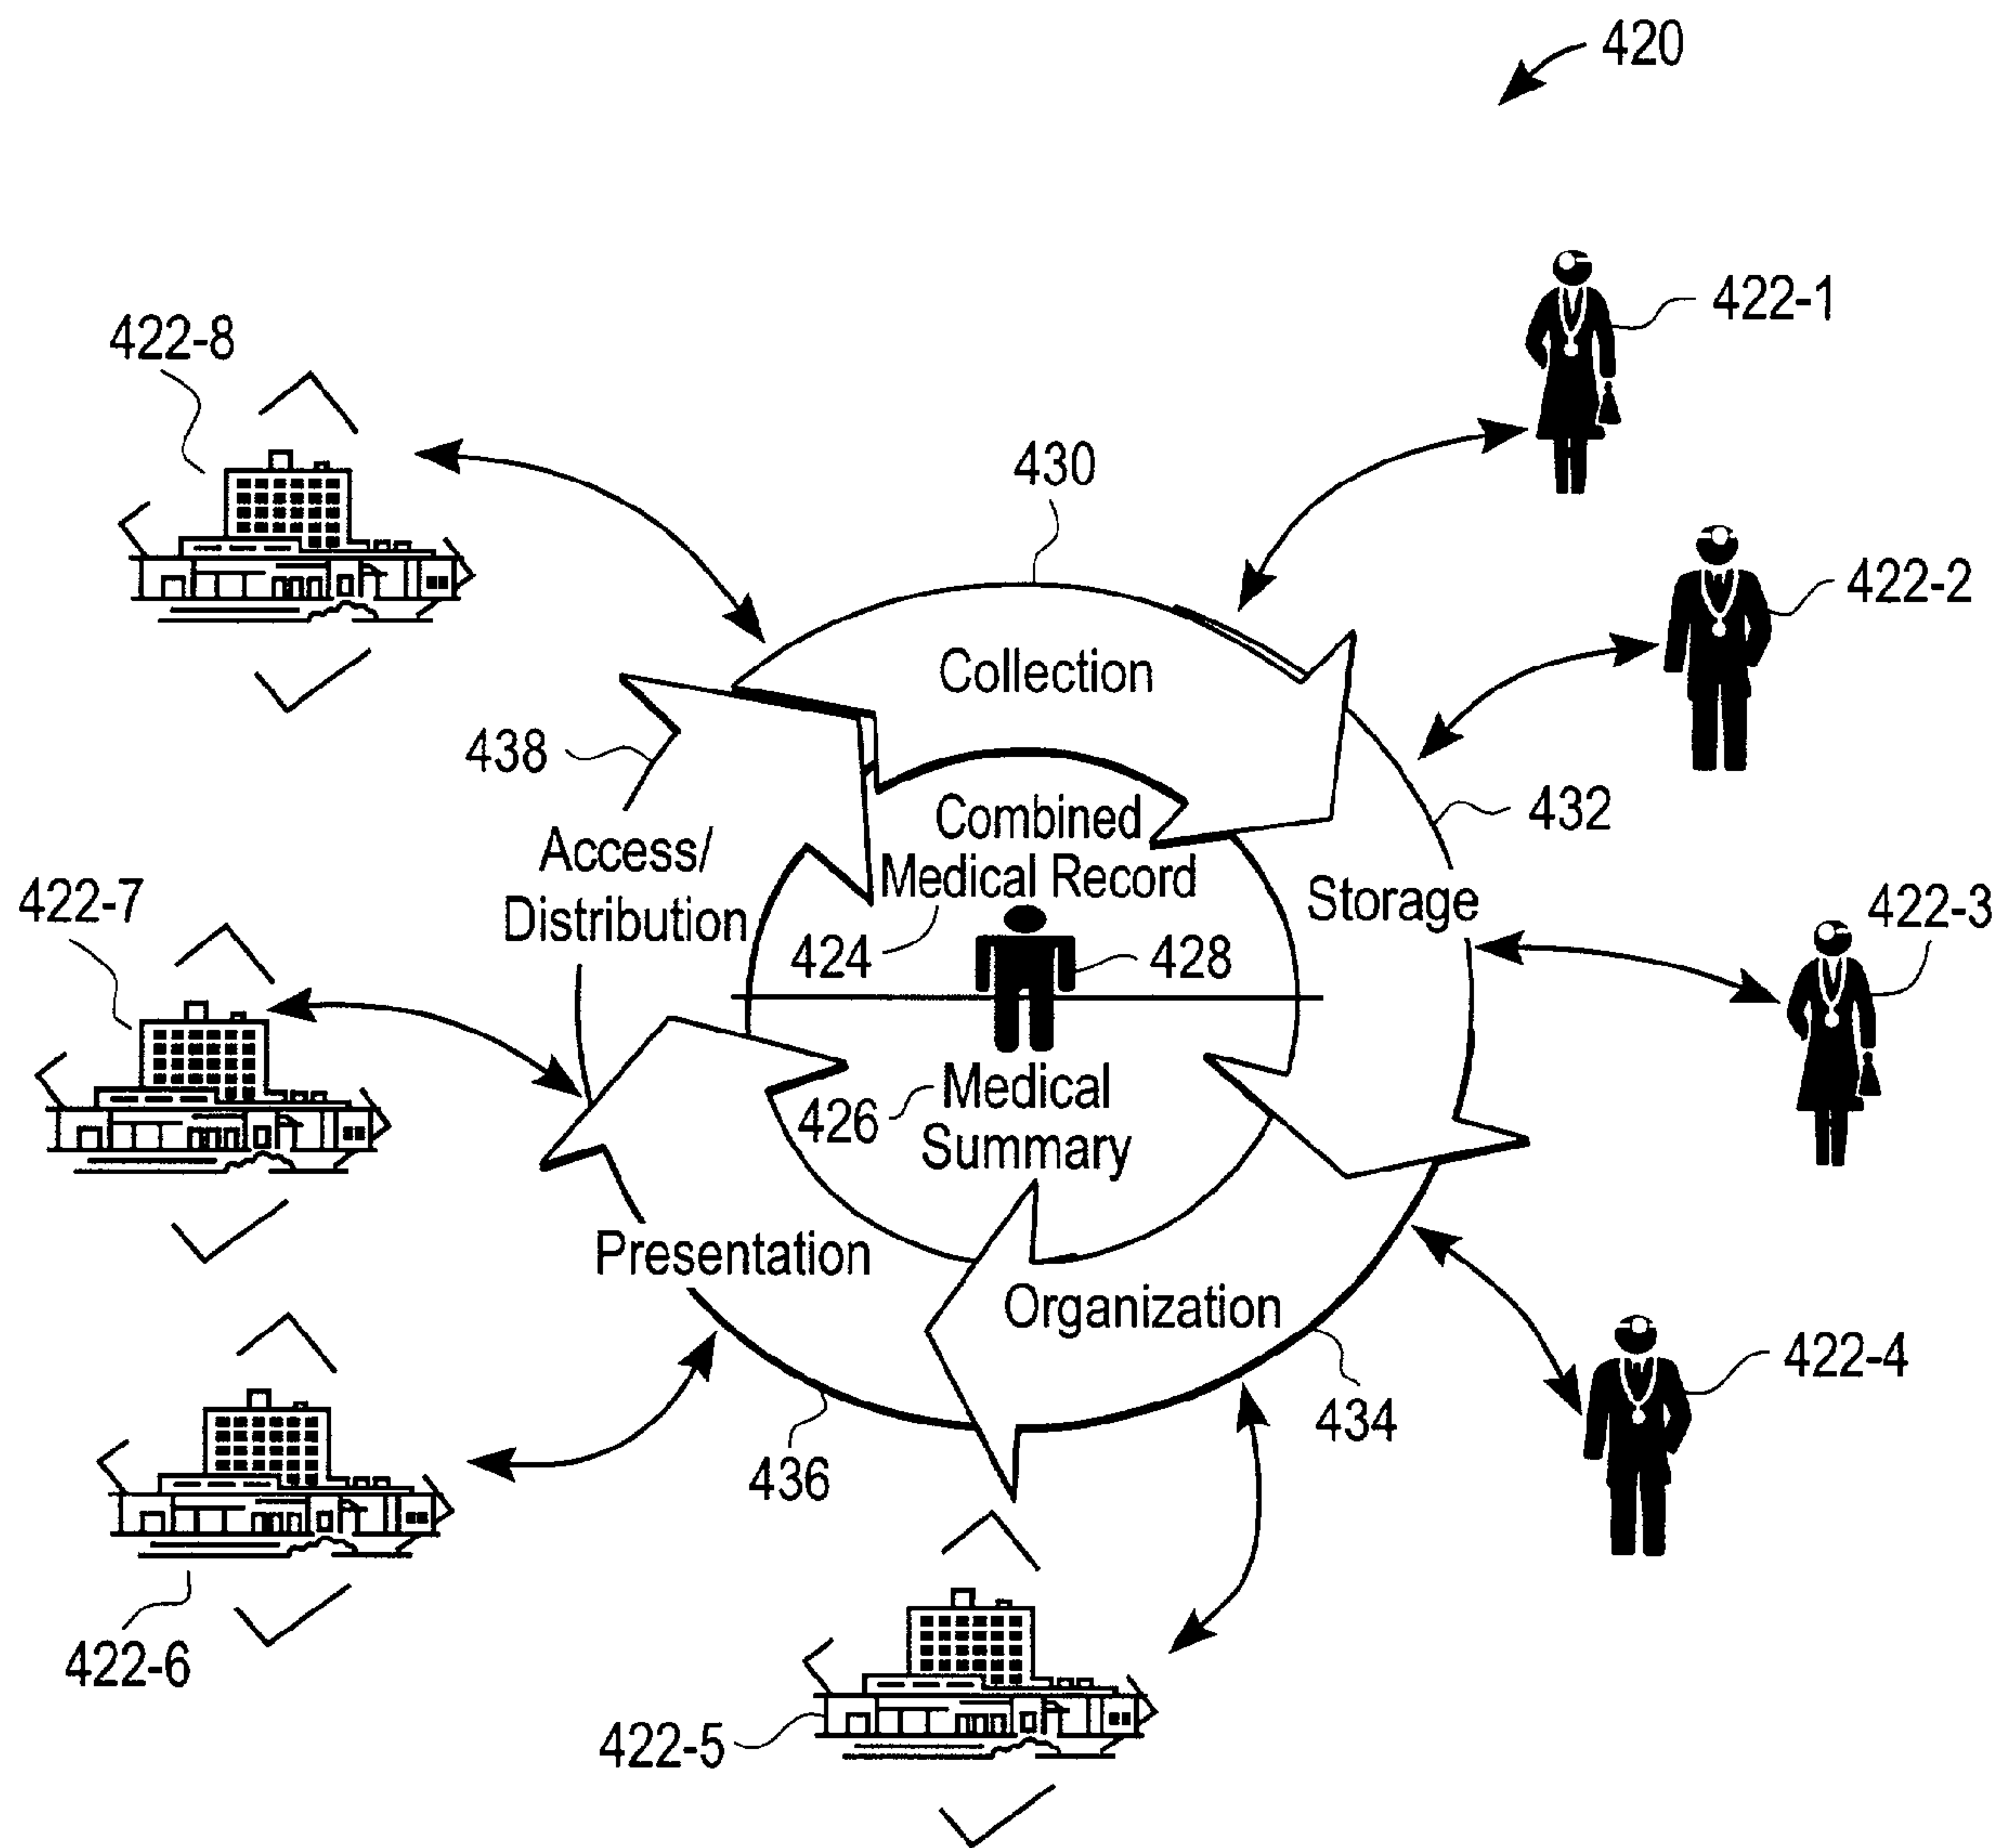 420
422-1
422-8
430
422-2
Collection
438
432
Combined
Medical Record
Access/
Distribution
422-7
Storage
422-3
424
428
426
Medical
Summary
Presentation
Organization
422-4
434
436
422-6
422-5